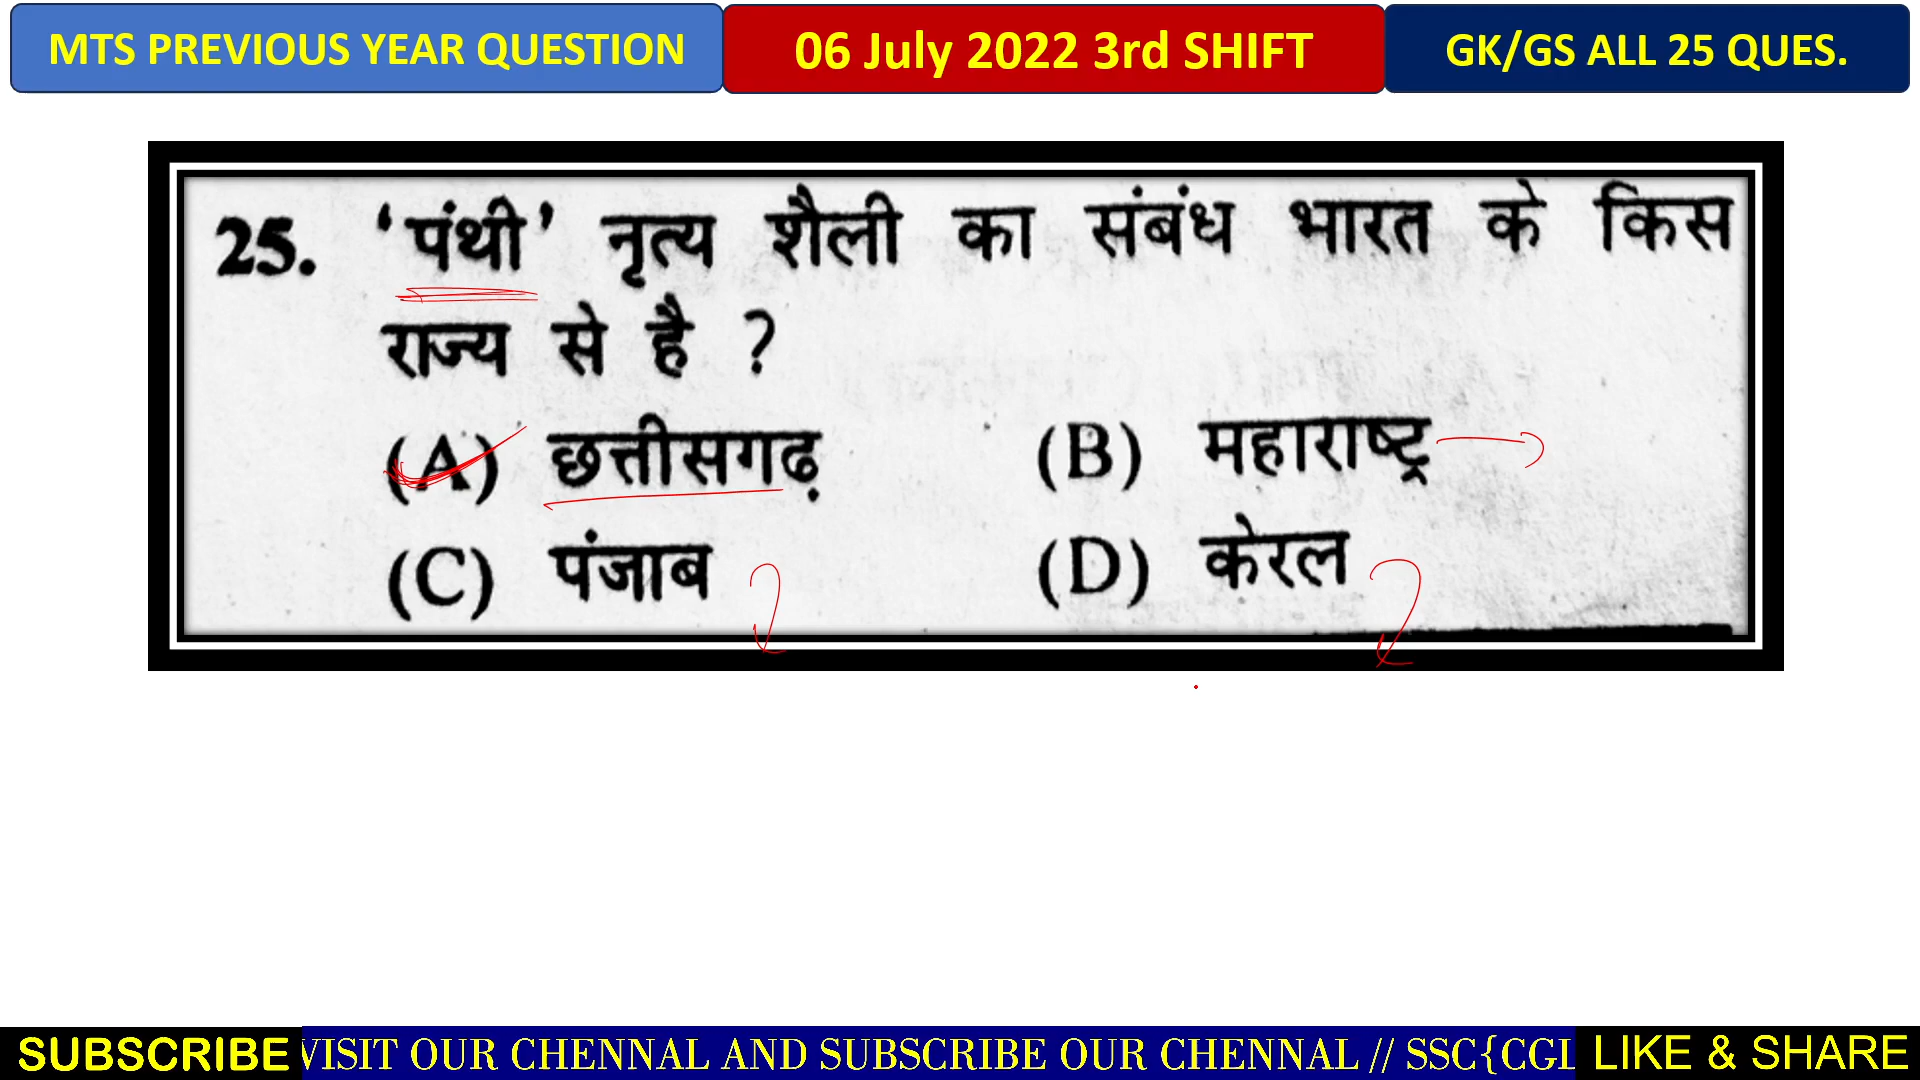 MTS PREVIOUS YEAR QUESTION
06 July 2022 3rd SHIFT
GK/GS ALL 25 QUES.
25. ‘पंथी’ नृत्य शैली का संबंध भारत के किस
राज्य से है ?
(A) छत्तीसगढ़ (B) महाराष्ट्र
(C) पंजाब (D) केरल
SUBSCRIBE
VISIT OUR CHENNAL AND SUBSCRIBE OUR CHENNAL // SSC{CGL
LIKE & SHARE